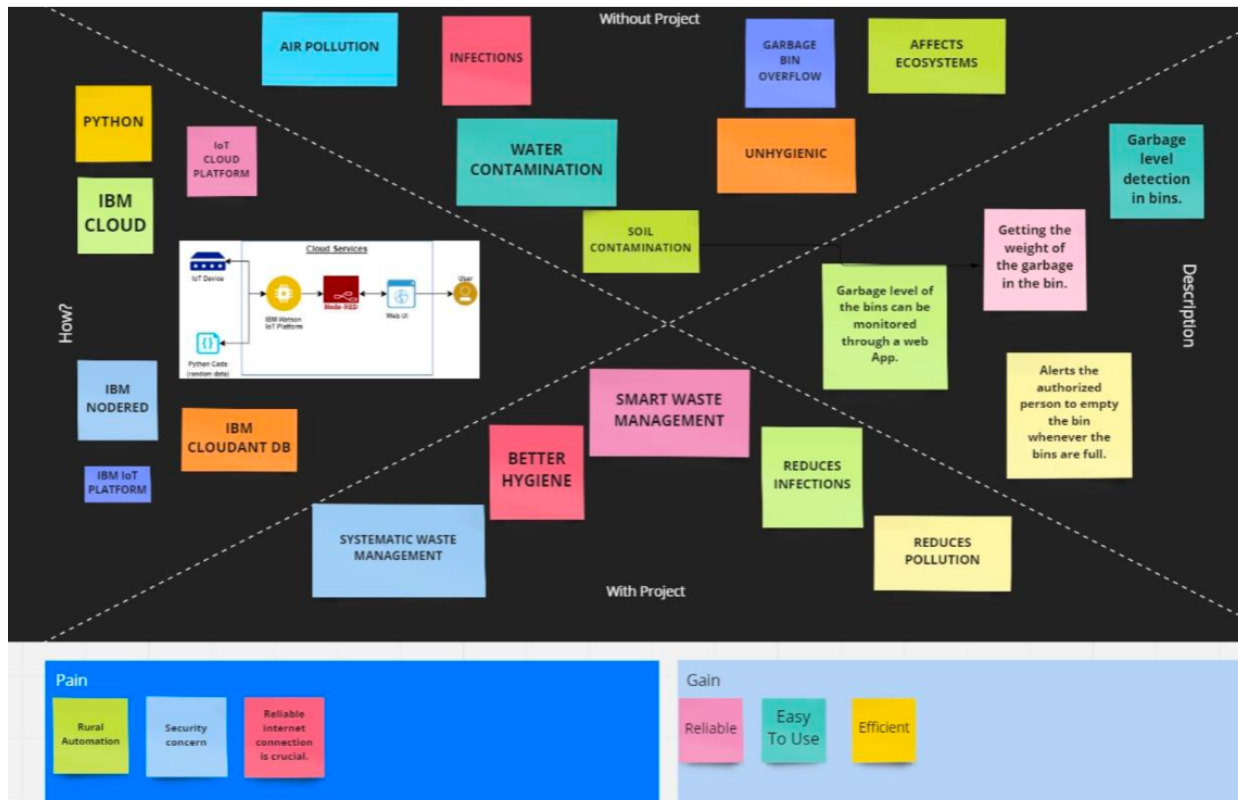 Without Project
AIR POLLUTION
INFECTIONS
GARBAGE
BIN
OVERFLOW
AFFECTS
ECOSYSTEMS
WATER
CONTAMINATION
UNHYGIENIC
SOIL
CONTAMINATION
How?
PYTHON
IoT
CLOUD
PLATFORM
IBM
CLOUD
Cloud Services
IoT Device
IBM Watson
IoT Platform
Node-RED
Web UI
User
Python Code
(random data)
IBM
NODERED
IBM
CLOUDANT DB
IBM IoT
PLATFORM
Description
Garbage
level
detection
in bins.
Getting the
weight of
the garbage
in the bin.
Garbage level of
the bins can be
monitored
through a web
App.
Alerts the
authorized
person to empty
the bin
whenever the
bins are full.
SMART WASTE
MANAGEMENT
BETTER
HYGIENE
REDUCES
INFECTIONS
SYSTEMATIC WASTE
MANAGEMENT
REDUCES
POLLUTION
With Project
Pain
Rural
Automation
Security
concern
Reliable
internet
connection
is crucial.
Gain
Reliable
Easy
To Use
Efficient